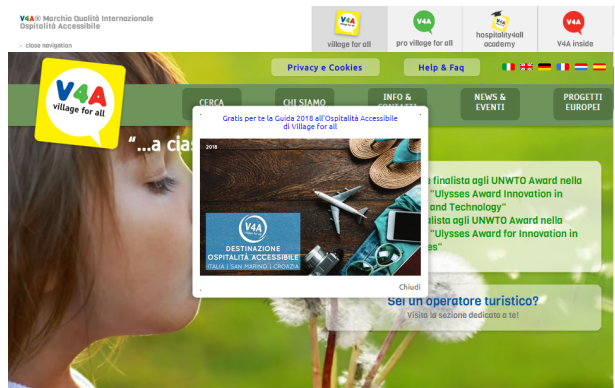 V4A® Marchio Qualità Internazionale
Ospitalità Accessibile
- close navigation
V4A
village for all
V4A
pro village for all
V4A
hospitality4all
academy
V4A
V4A inside
Privacy e Cookies
Help & Faq
V4A
village for all
CERCA
CHI SIAMO
INFO &
NEWS &
EVENTI
PROGETTI
EUROPEI
"...a cias
Gratis per te la Guida 2018 all'Ospitalità Accessibile
di Village for all
2018
V4A
village for all
DESTINAZIONE
OSPITALITÀ ACCESSIBILE
ITALIA | SAN MARINO | CROAZIA
Chiudi
finalista agli UNWTO Award nella
"Ulysses Award Innovation in
and Technology"
alista agli UNWTO Award nella
"Ulysses Award for Innovation in
es"
Sei un operatore turistico?
Visita la sezione dedicata a te!